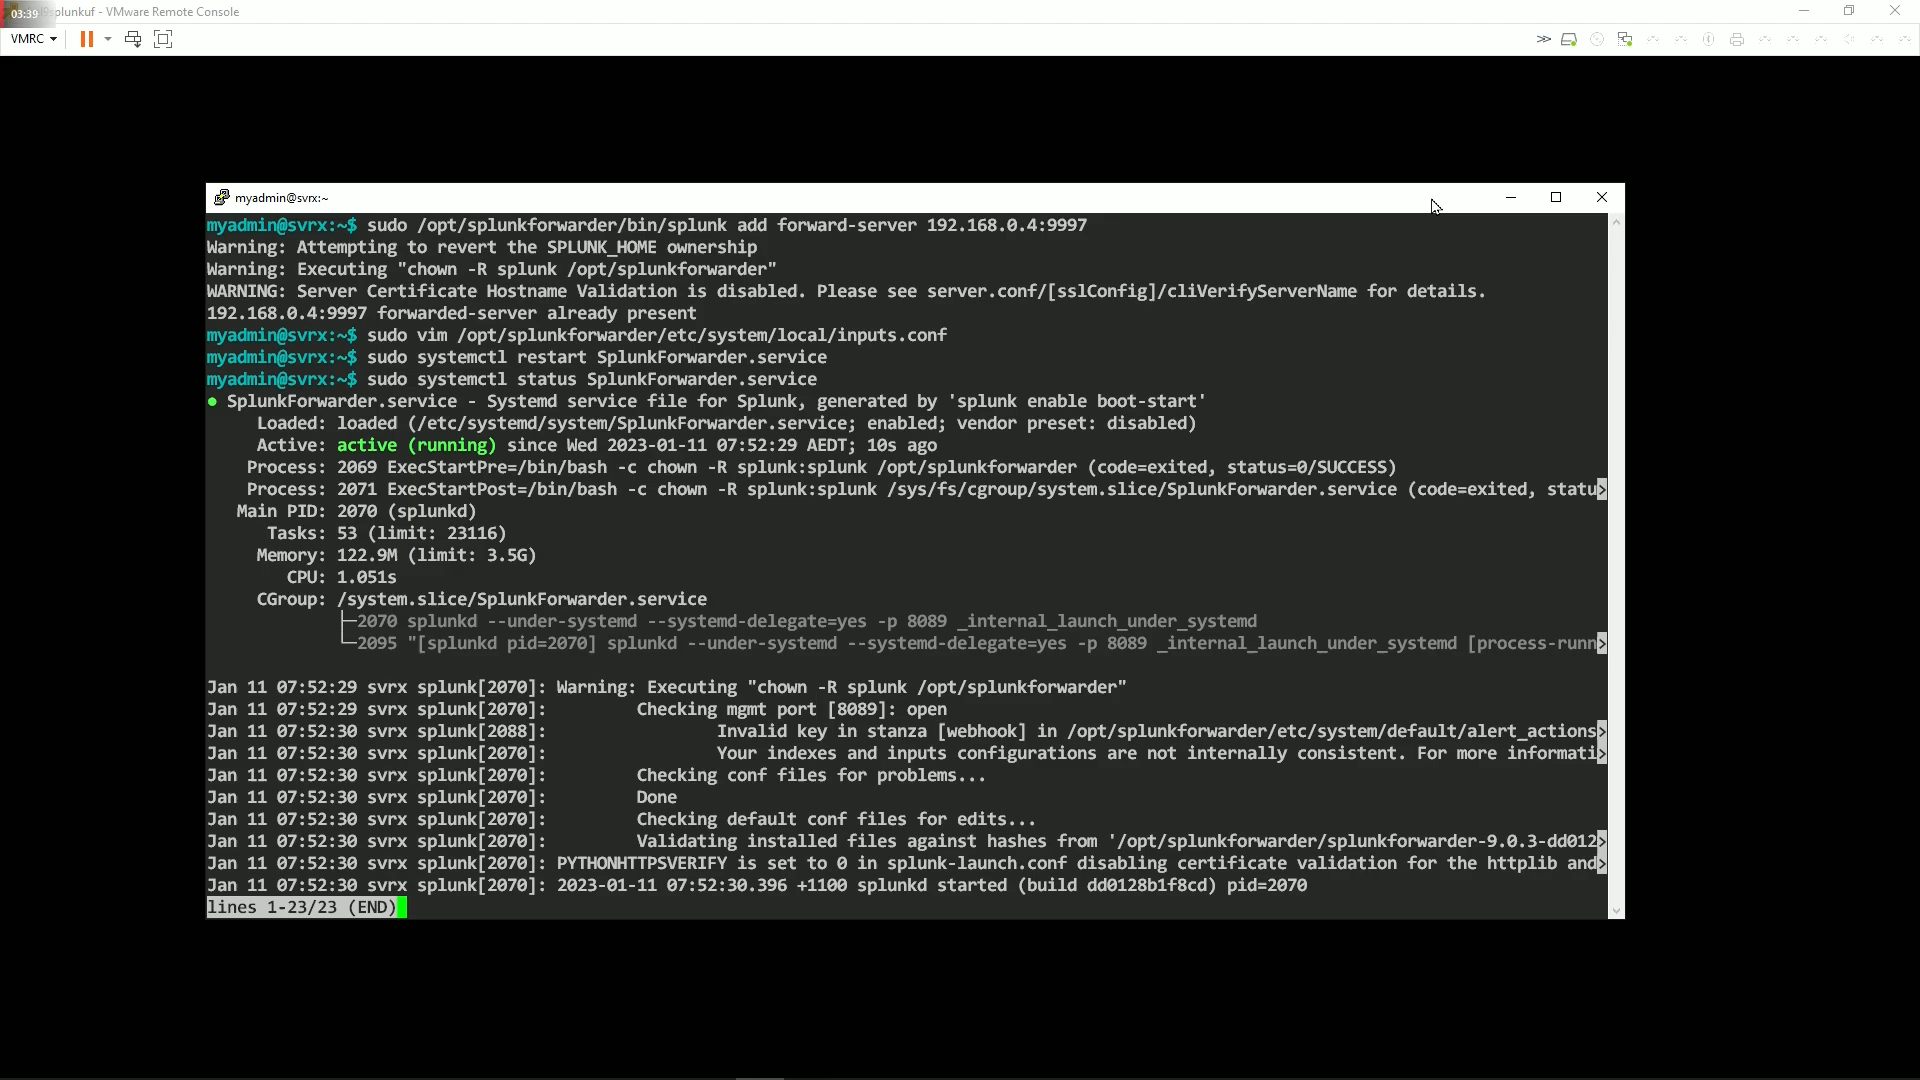 03:39
splunkuf - VMware Remote Console
VMRC
myadmin@svrx:~
myadmin@svrx:~$ sudo /opt/splunkforwarder/bin/splunk add forward-server 192.168.0.4:9997
Warning: Attempting to revert the SPLUNK_HOME ownership
Warning: Executing "chown -R splunk /opt/splunkforwarder"
WARNING: Server Certificate Hostname Validation is disabled. Please see server.conf/[sslConfig]/cliVerifyServerName for details.
192.168.0.4:9997 forwarded-server already present
myadmin@svrx:~$ sudo vim /opt/splunkforwarder/etc/system/local/inputs.conf
myadmin@svrx:~$ sudo systemctl restart SplunkForwarder.service
myadmin@svrx:~$ sudo systemctl status SplunkForwarder.service
● SplunkForwarder.service - Systemd service file for Splunk, generated by 'splunk enable boot-start'
Loaded: loaded (/etc/systemd/system/SplunkForwarder.service; enabled; vendor preset: disabled)
Active: active (running) since Wed 2023-01-11 07:52:29 AEDT; 10s ago
Process: 2069 ExecStartPre=/bin/bash -c chown -R splunk:splunk /opt/splunkforwarder (code=exited, status=0/SUCCESS)
Process: 2071 ExecStartPost=/bin/bash -c chown -R splunk:splunk /sys/fs/cgroup/system.slice/SplunkForwarder.service (code=exited, statu>
Main PID: 2070 (splunkd)
Tasks: 53 (limit: 23116)
Memory: 122.9M (limit: 3.5G)
CPU: 1.051s
CGroup: /system.slice/SplunkForwarder.service
├─2070 splunkd --under-systemd --systemd-delegate=yes -p 8089 _internal_launch_under_systemd
└─2095 "[splunkd pid=2070] splunkd --under-systemd --systemd-delegate=yes -p 8089 _internal_launch_under_systemd [process-runn>
Jan 11 07:52:29 svrx splunk[2070]: Warning: Executing "chown -R splunk /opt/splunkforwarder"
Jan 11 07:52:29 svrx splunk[2070]: Checking mgmt port [8089]: open
Jan 11 07:52:30 svrx splunk[2088]: Invalid key in stanza [webhook] in /opt/splunkforwarder/etc/system/default/alert_actions>
Jan 11 07:52:30 svrx splunk[2070]: Your indexes and inputs configurations are not internally consistent. For more informati>
Jan 11 07:52:30 svrx splunk[2070]: Checking conf files for problems...
Jan 11 07:52:30 svrx splunk[2070]: Done
Jan 11 07:52:30 svrx splunk[2070]: Checking default conf files for edits...
Jan 11 07:52:30 svrx splunk[2070]: Validating installed files against hashes from '/opt/splunkforwarder/splunkforwarder-9.0.3-dd012>
Jan 11 07:52:30 svrx splunk[2070]: PYTHONHTTPSVERIFY is set to 0 in splunk-launch.conf disabling certificate validation for the httplib and>
Jan 11 07:52:30 svrx splunk[2070]: 2023-01-11 07:52:30.396 +1100 splunkd started (build dd0128b1f8cd) pid=2070
lines 1-23/23 (END)